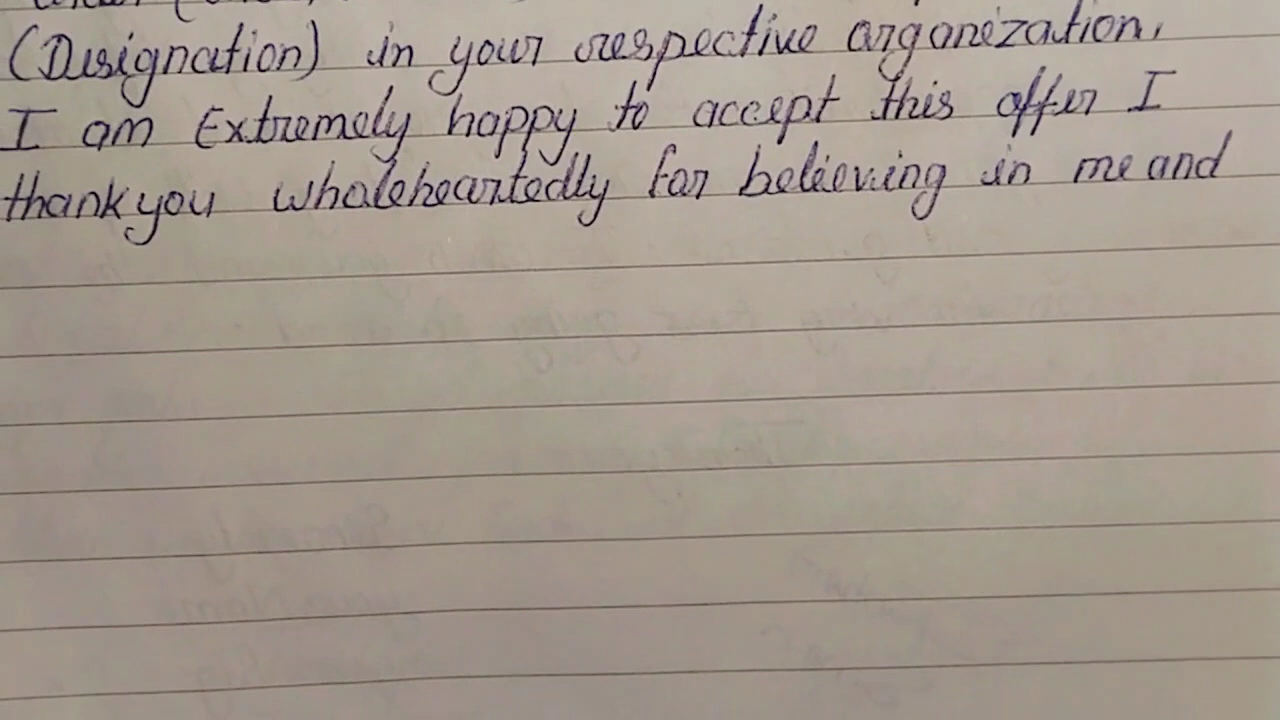 (Designation) in your respective organization,
I am Extremely happy to accept this offer I
thank you Wholeheartedly for believing in me and